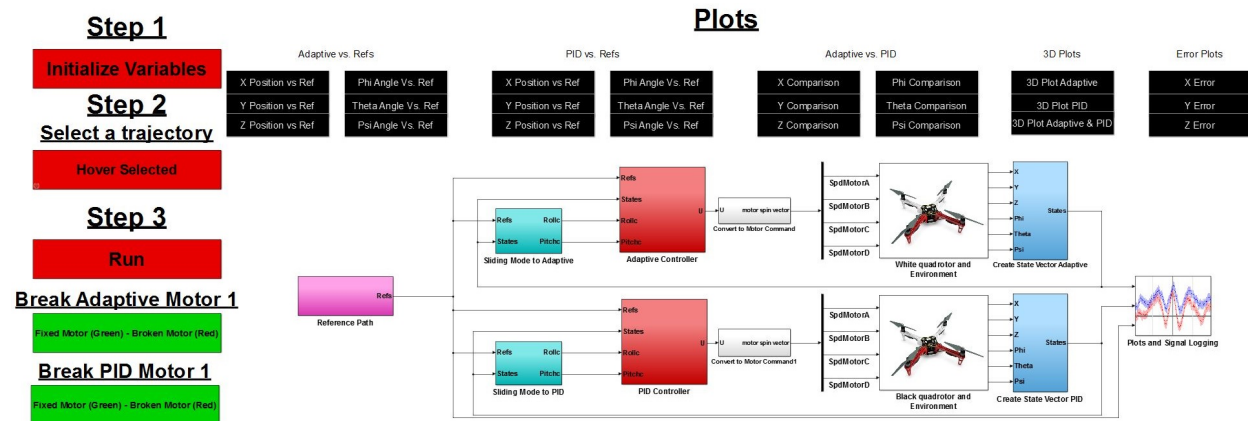 Step 1
Initialize Variables
Step 2
Select a trajectory
Hover Selected
Step 3
Run
Break Adaptive Motor 1
Fixed Motor (Green) - Broken Motor (Red)
Break PID Motor 1
Fixed Motor (Green) - Broken Motor (Red)
Plots
Adaptive vs. Refs
X Position vs Ref
Phi Angle Vs. Ref
Y Position vs Ref
Theta Angle Vs. Ref
Z Position vs Ref
Psi Angle Vs. Ref
PID vs. Refs
X Position vs Ref
Phi Angle Vs. Ref
Y Position vs Ref
Theta Angle Vs. Ref
Z Position vs Ref
Psi Angle Vs. Ref
Adaptive vs. PID
X Comparison
Phi Comparison
Y Comparison
Theta Comparison
Z Comparison
Psi Comparison
3D Plots
3D Plot Adaptive
3D Plot PID
3D Plot Adaptive & PID
Error Plots
X Error
Y Error
Z Error
Refs
Reference Path
Refs
Rollc
States
Pitchc
Sliding Mode to Adaptive
Refs
States
Rollc
Pitchc
U
Adaptive Controller
U
motor spin vector
Convert to Motor Command
SpdMotorA
SpdMotorB
SpdMotorC
SpdMotorD
White quadrotor and
Environment
X
Y
Z
Phi
Theta
Psi
States
Create State Vector Adaptive
Refs
Rollc
States
Pitchc
Sliding Mode to PID
Refs
States
Rollc
Pitchc
U
PID Controller
U
motor spin vector
Convert to Motor Command1
SpdMotorA
SpdMotorB
SpdMotorC
SpdMotorD
Black quadrotor and
Environment
X
Y
Z
Phi
Theta
Psi
States
Create State Vector PID
Plots and Signal Logging